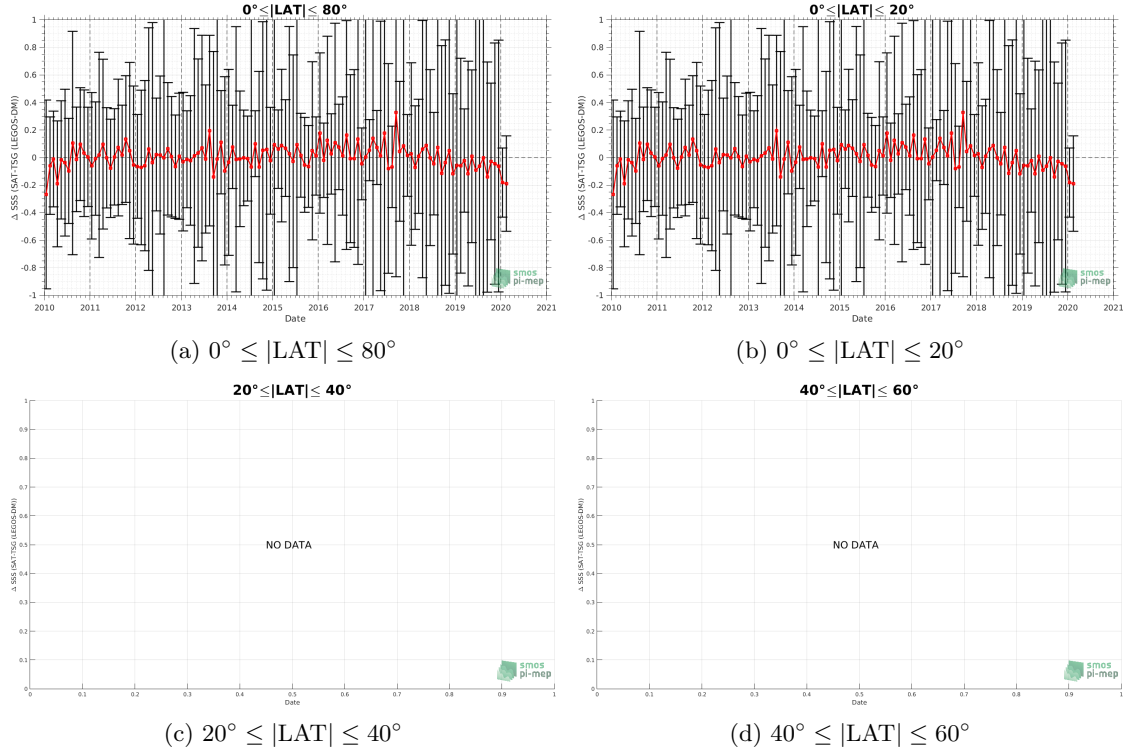 0°≤|LAT|≤ 80°
Δ SSS (SAT-TSG (LEGOS-DM))
1
0.8
0.6
0.4
0.2
0
-0.2
-0.4
-0.6
-0.8
-1
2010 2011 2012 2013 2014 2015 2016 2017 2018 2019 2020 2021
Date
smos
pi-mep
(a) 0° ≤ |LAT| ≤ 80°
0°≤|LAT|≤ 20°
Δ SSS (SAT-TSG (LEGOS-DM))
1
0.8
0.6
0.4
0.2
0
-0.2
-0.4
-0.6
-0.8
-1
2010 2011 2012 2013 2014 2015 2016 2017 2018 2019 2020 2021
Date
smos
pi-mep
(b) 0° ≤ |LAT| ≤ 20°
20°≤|LAT|≤ 40°
Δ SSS (SAT-TSG (LEGOS-DM))
1
0.9
0.8
0.7
0.6
0.5
0.4
0.3
0.2
0.1
0
NO DATA
0 0.1 0.2 0.3 0.4 0.5 0.6 0.7 0.8 0.9 1
Date
smos
pi-mep
(c) 20° ≤ |LAT| ≤ 40°
40°≤|LAT|≤ 60°
Δ SSS (SAT-TSG (LEGOS-DM))
1
0.9
0.8
0.7
0.6
0.5
0.4
0.3
0.2
0.1
0
NO DATA
0 0.1 0.2 0.3 0.4 0.5 0.6 0.7 0.8 0.9 1
Date
smos
pi-mep
(d) 40° ≤ |LAT| ≤ 60°